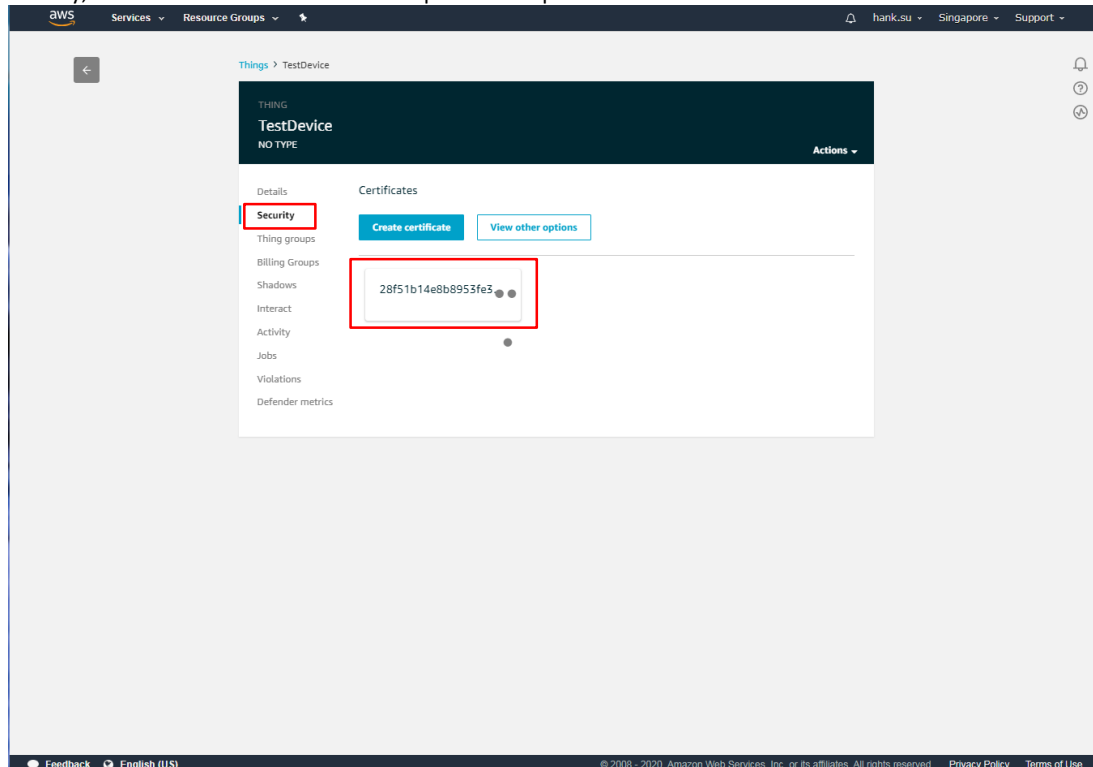 aws Services Resource Groups hank.su Singapore Support
Things > TestDevice
THING
TestDevice
NO TYPE
Actions
Details
Security
Thing groups
Billing Groups
Shadows
Interact
Activity
Jobs
Violations
Defender metrics
Certificates
Create certificate View other options
28f51b14e8b8953fe3
Feedback English (US) © 2008 - 2020, Amazon Web Services, Inc. or its affiliates. All rights reserved. Privacy Policy Terms of Use